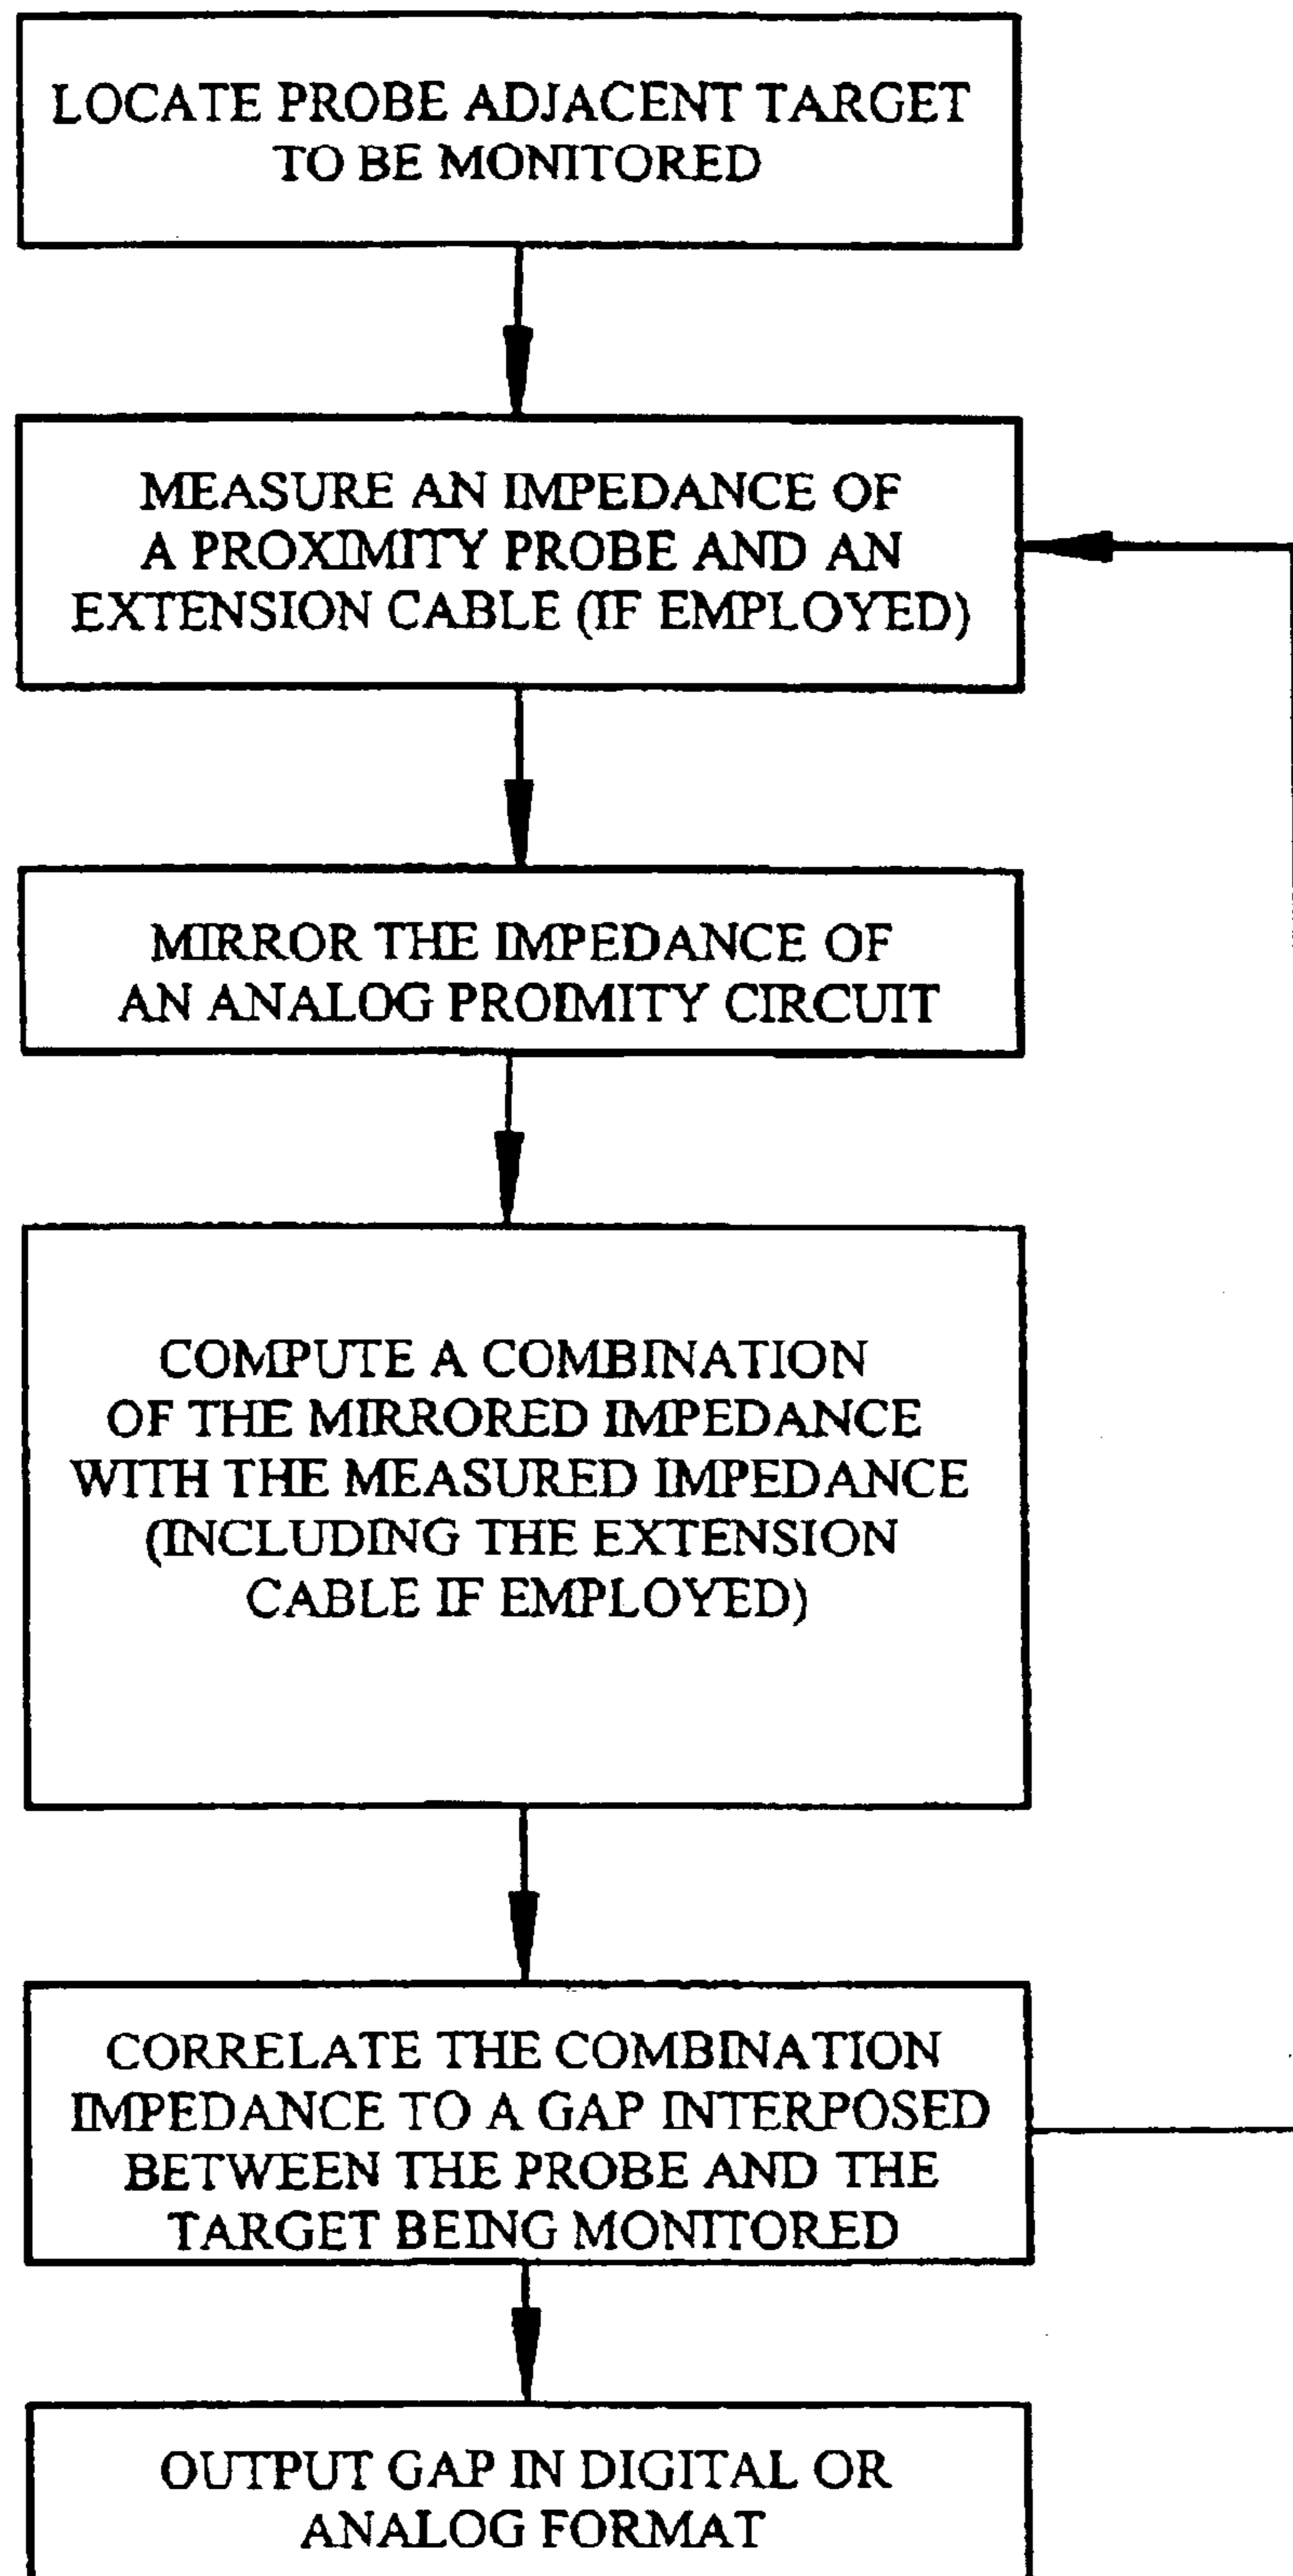 LOCATE PROBE ADJACENT TARGET
TO BE MONITORED
MEASURE AN IMPEDANCE OF
A PROXIMITY PROBE AND AN
EXTENSION CABLE (IF EMPLOYED)
MIRROR THE IMPEDANCE OF
AN ANALOG PROIMITY CIRCUIT
COMPUTE A COMBINATION
OF THE MIRRORED IMPEDANCE
WITH THE MEASURED IMPEDANCE
(INCLUDING THE EXTENSION
CABLE IF EMPLOYED)
CORRELATE THE COMBINATION
IMPEDANCE TO A GAP INTERPOSED
BETWEEN THE PROBE AND THE
TARGET BEING MONITORED
OUTPUT GAP IN DIGITAL OR
ANALOG FORMAT